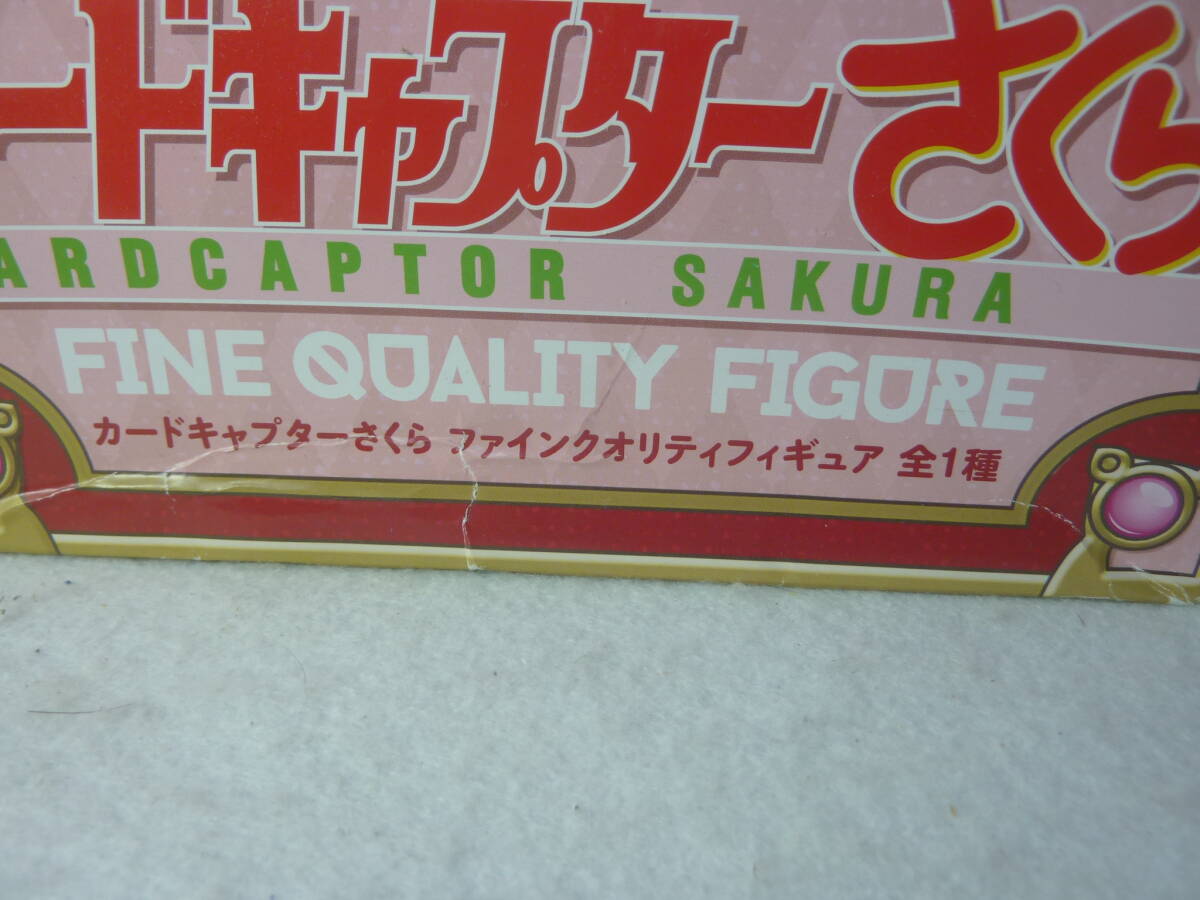 ードキャプターさくら
ARDCAPTOR SAKURA
FINE QUALITY FIGURE
カードキャプターさくら ファインクオリティフィギュア 全1種